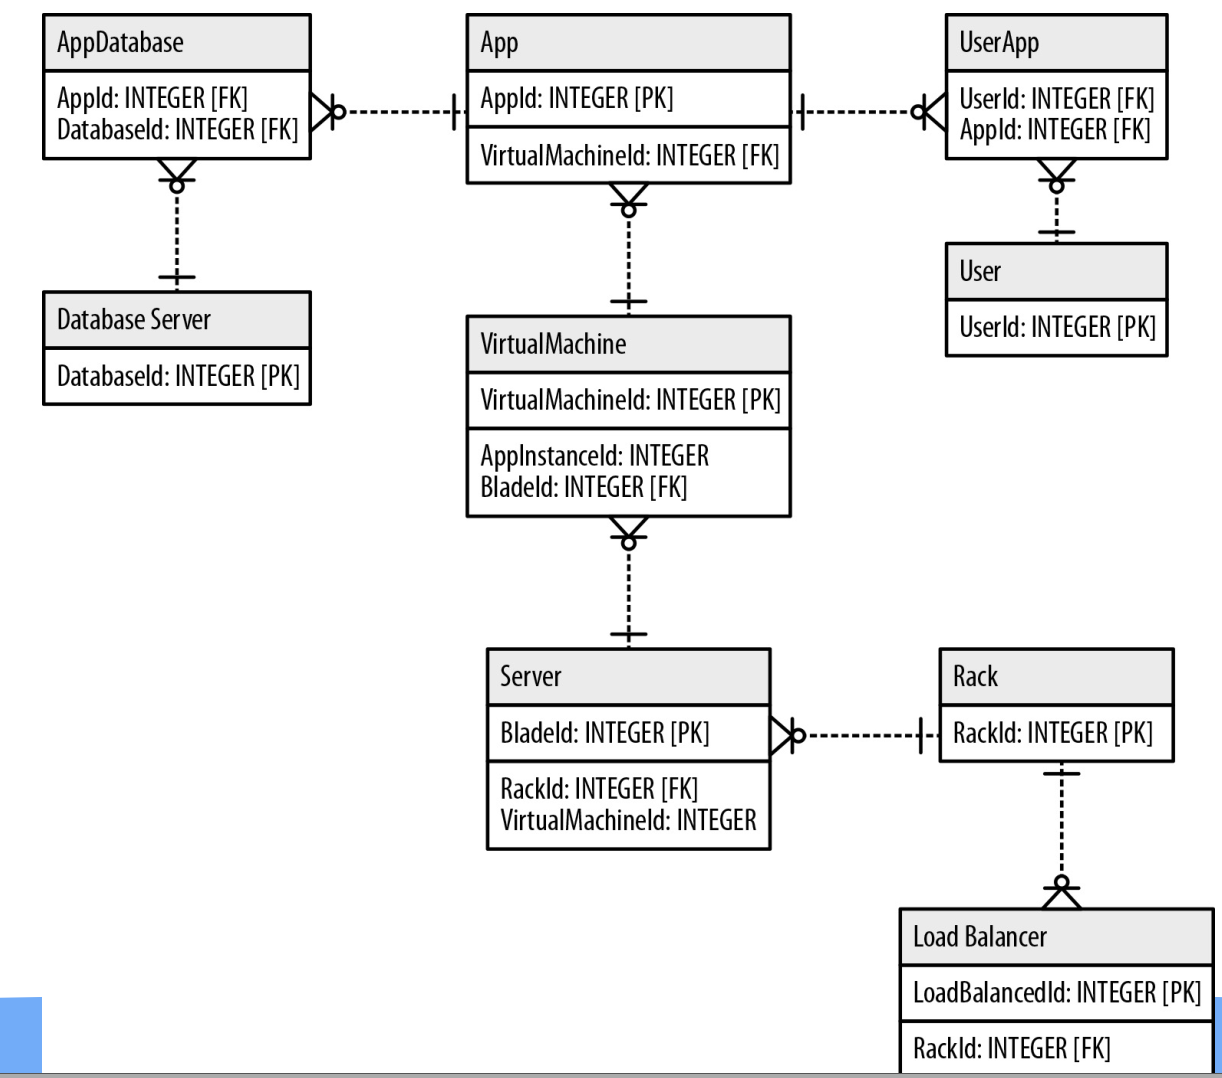 AppDatabase
AppId: INTEGER [FK]
DatabaseId: INTEGER [FK]
App
AppId: INTEGER [PK]
VirtualMachineId: INTEGER [FK]
UserApp
UserId: INTEGER [FK]
AppId: INTEGER [FK]
Database Server
DatabaseId: INTEGER [PK]
User
UserId: INTEGER [PK]
VirtualMachine
VirtualMachineId: INTEGER [PK]
AppInstanceId: INTEGER
BladeId: INTEGER [FK]
Server
BladeId: INTEGER [PK]
RackId: INTEGER [FK]
VirtualMachineId: INTEGER
Rack
RackId: INTEGER [PK]
Load Balancer
LoadBalancedId: INTEGER [PK]
RackId: INTEGER [FK]